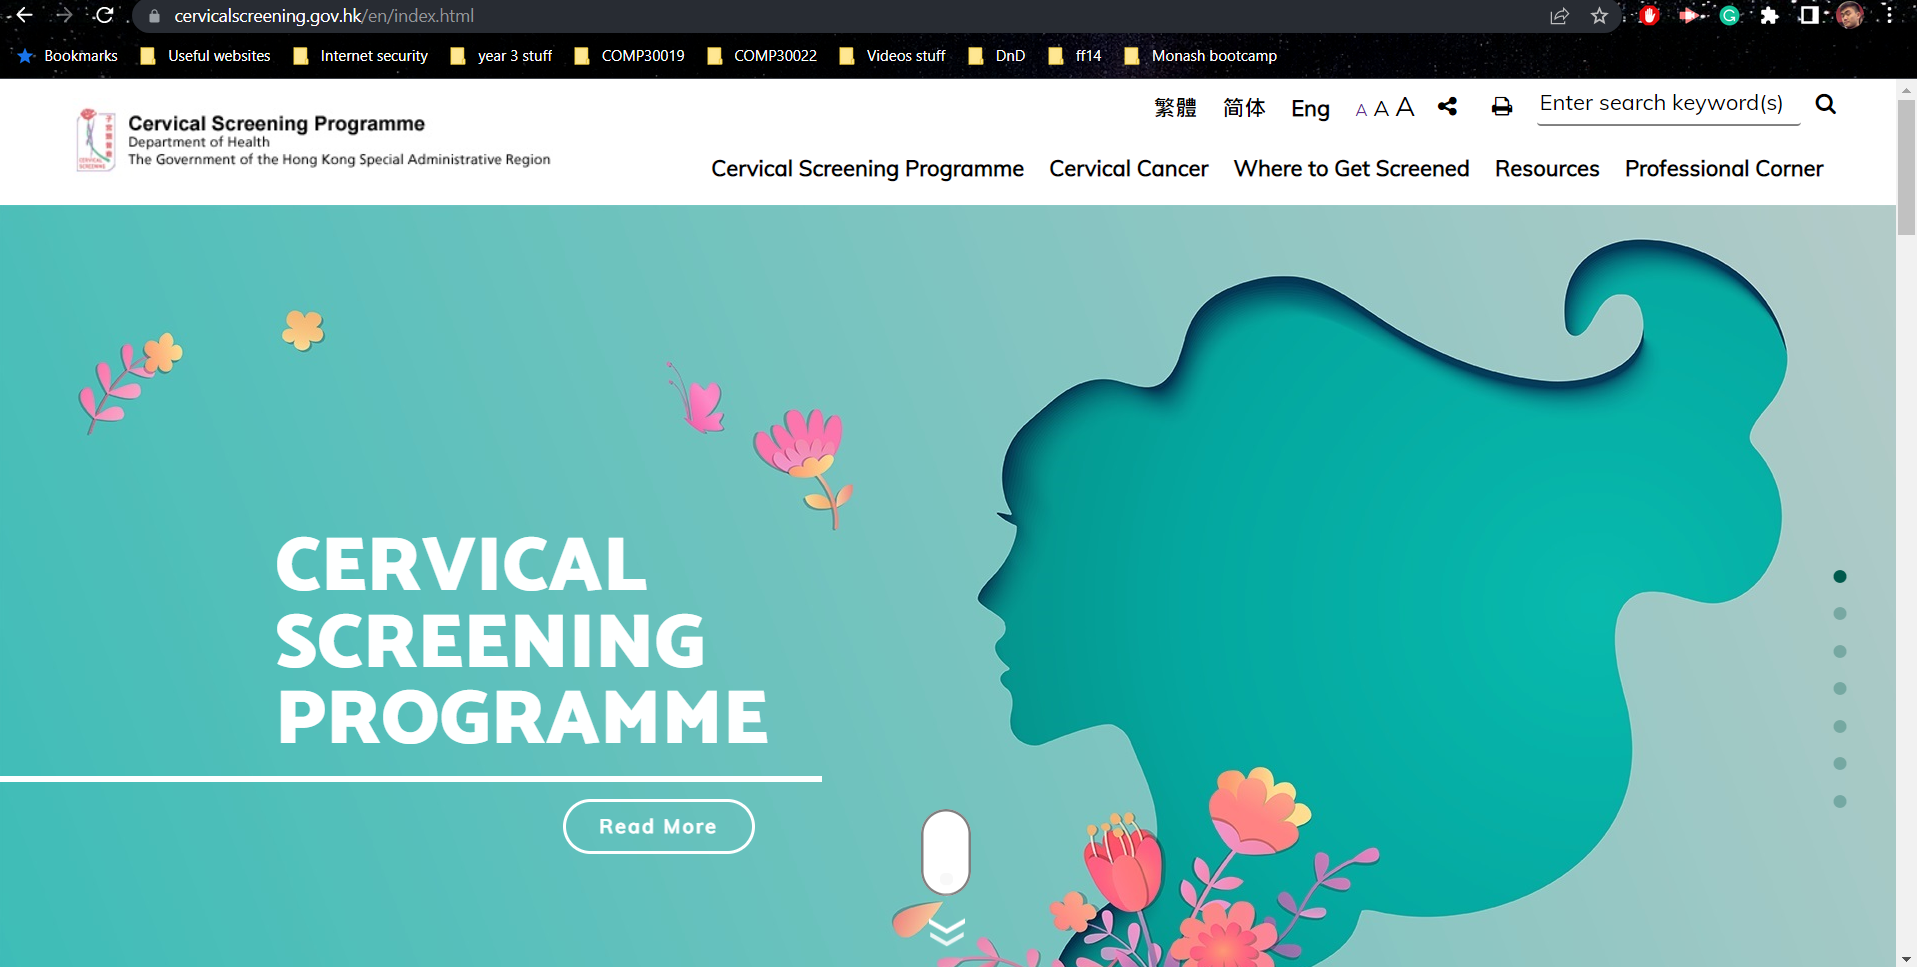 cervicalscreening.gov.hk/en/index.html
Bookmarks Useful websites Internet security year 3 stuff COMP30019 COMP30022 Videos stuff DnD ff14 Monash bootcamp
繁體 简体 Eng A A A Enter search keyword(s)
Cervical Screening Programme
Department of Health
The Government of the Hong Kong Special Administrative Region
Cervical Screening Programme Cervical Cancer Where to Get Screened Resources Professional Corner
CERVICAL
SCREENING
PROGRAMME
Read More